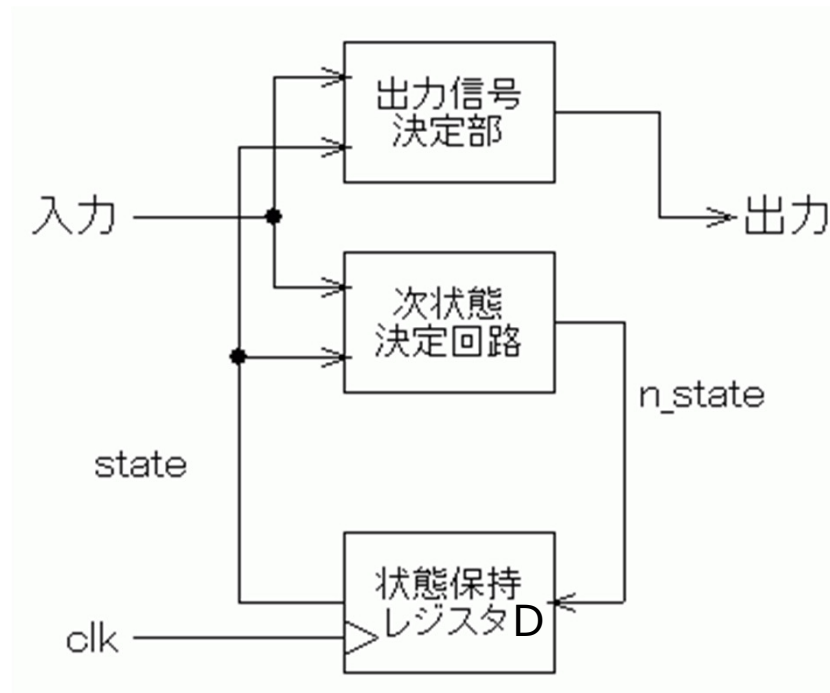 出力信号
決定部
入力
出力
次状態
決定回路
n_state
state
状態保持
レジスタD
clk